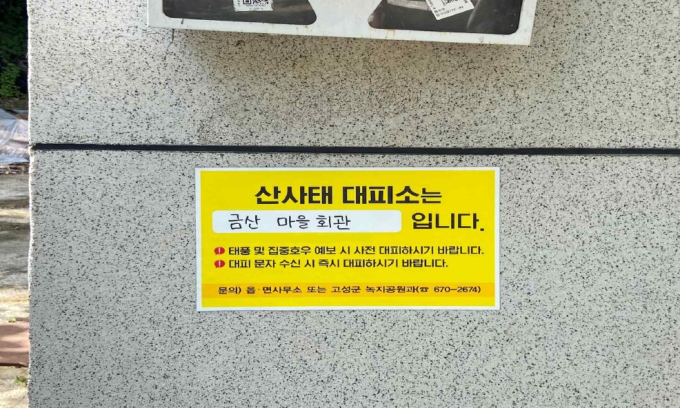 산사태 대피소는
금산 마을회관 입니다.
! 태풍 및 집중호우 예보 시 사전 대피하시기 바랍니다.
! 대피 문자 수신 시 즉시 대피하시기 바랍니다.
문의) 읍·면사무소 또는 고성군 녹지공원과(☎ 670-2674)